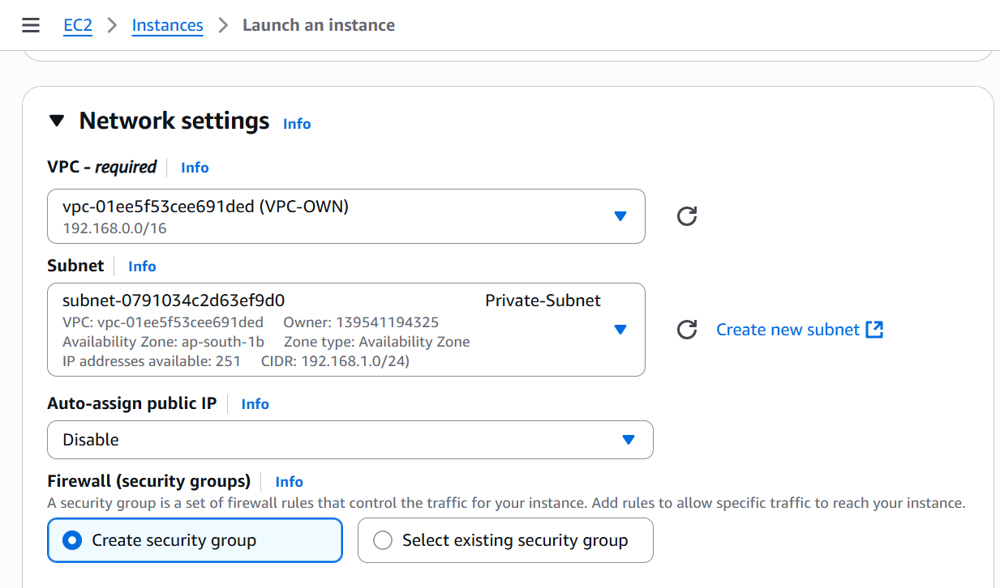 EC2 > Instances > Launch an instance
Network settings Info
VPC - required Info
vpc-01ee5f53cee691ded (VPC-OWN)
192.168.0.0/16
Subnet Info
subnet-0791034c2d63ef9d0 Private-Subnet
VPC: vpc-01ee5f53cee691ded Owner: 139541194325
Availability Zone: ap-south-1b Zone type: Availability Zone
IP addresses available: 251 CIDR: 192.168.1.0/24)
Create new subnet
Auto-assign public IP Info
Disable
Firewall (security groups) Info
A security group is a set of firewall rules that control the traffic for your instance. Add rules to allow specific traffic to reach your instance.
Create security group Select existing security group